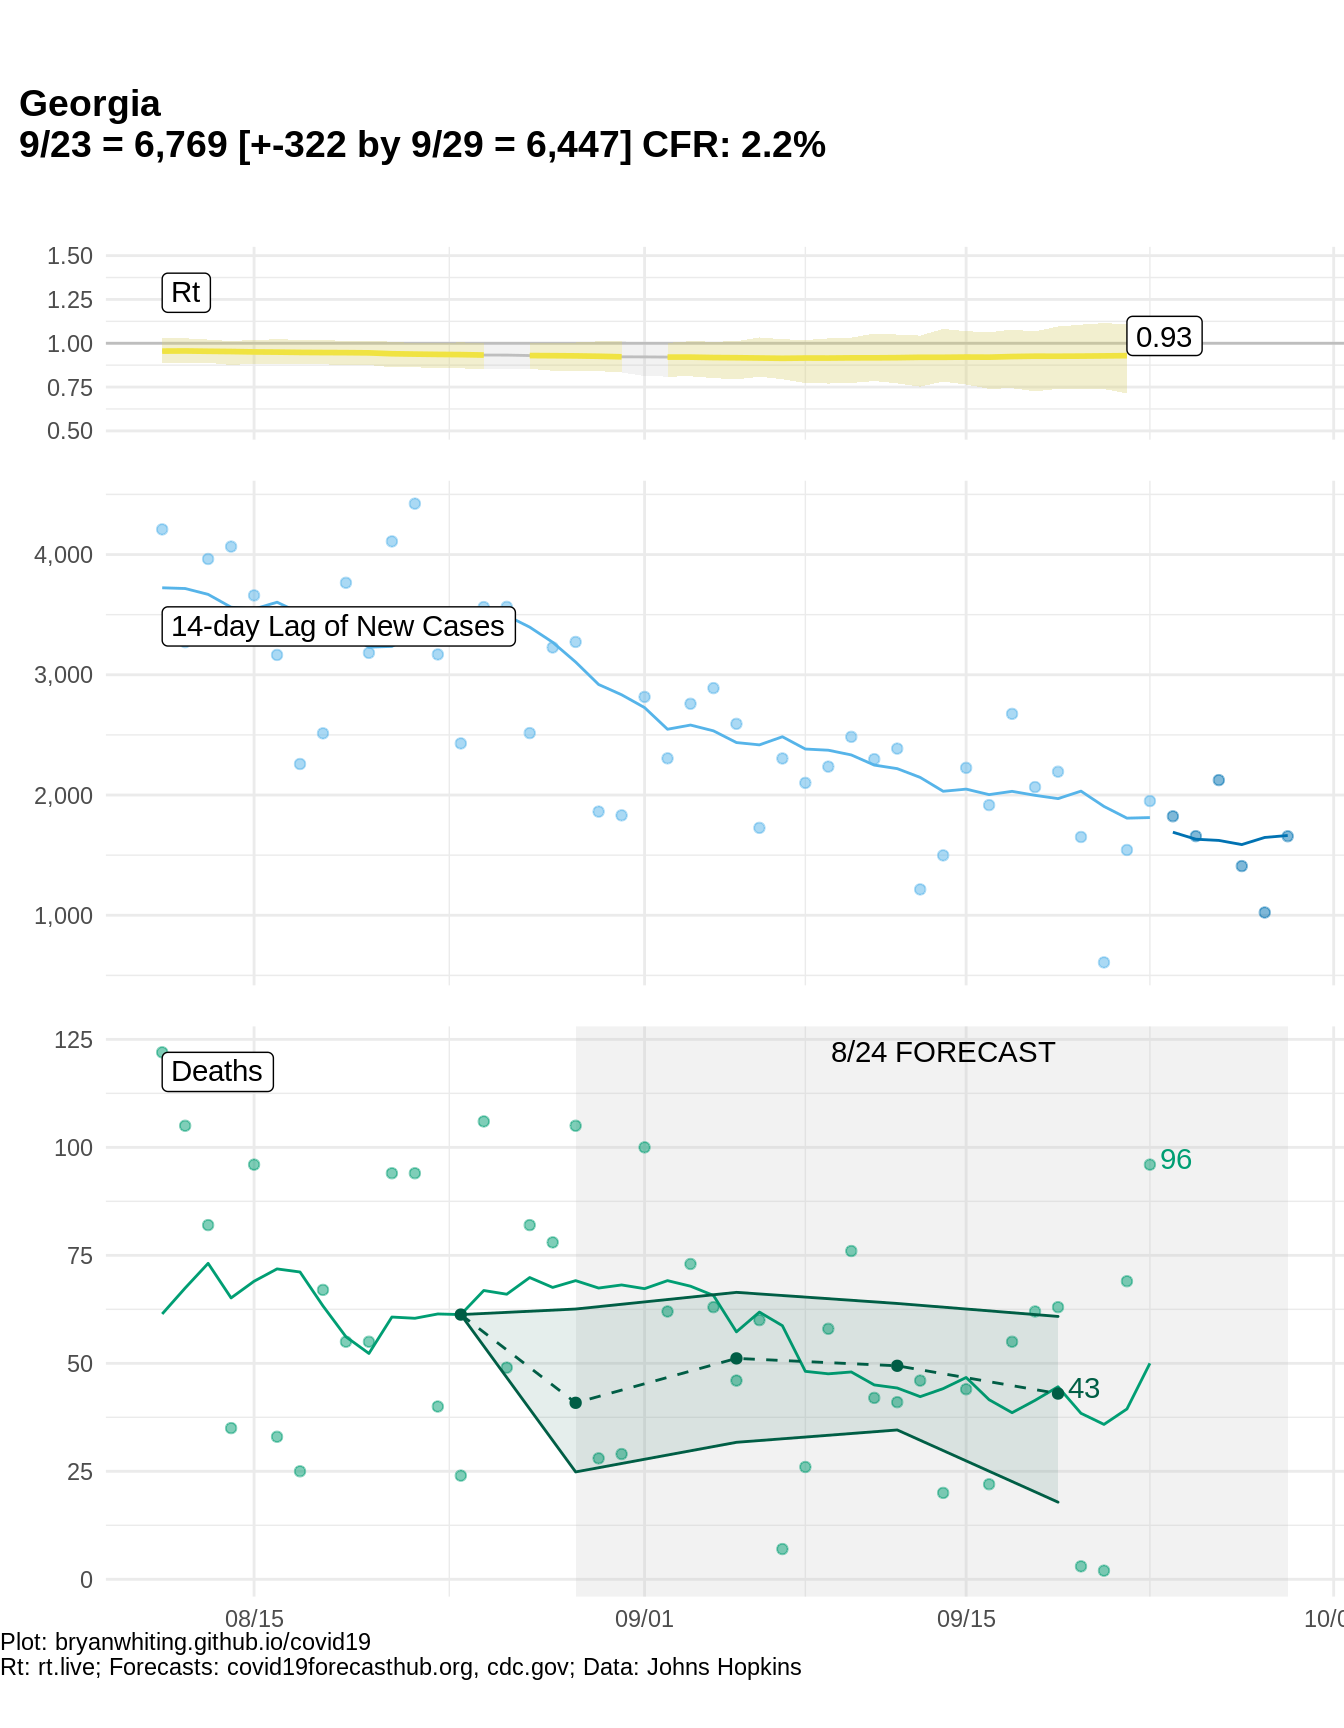 Georgia
9/23 = 6,769 [+-322 by 9/29 = 6,447] CFR: 2.2%
1.50
1.25
1.00
0.75
0.50
Rt
0.93
4,000
3,000
2,000
1,000
14-day Lag of New Cases
125
100
75
50
25
0
Deaths
8/24 FORECAST
96
43
08/15
09/01
09/15
10/0
Plot: bryanwhiting.github.io/covid19
Rt: rt.live; Forecasts: covid19forecasthub.org, cdc.gov; Data: Johns Hopkins